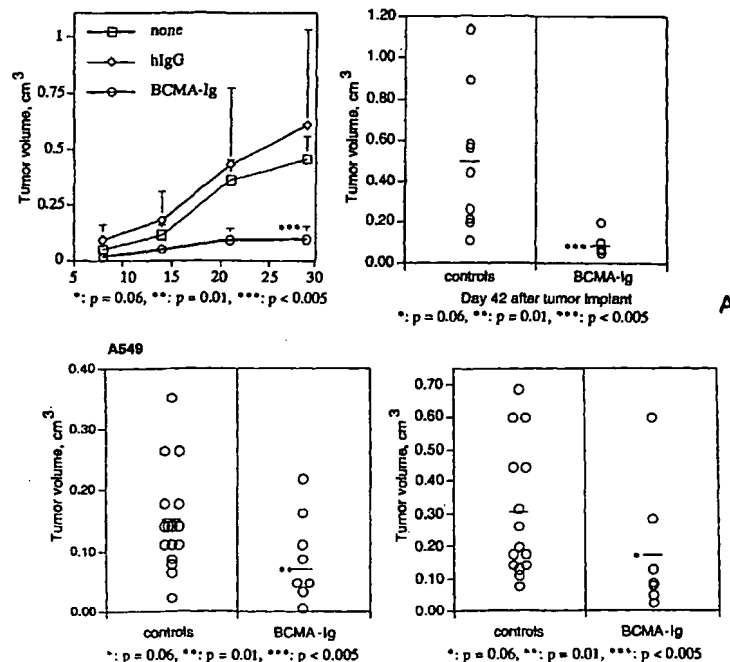 none
hIgG
BCMA-Ig
Tumor volume, cm3
1
0.75
0.5
0.25
0
***
5 10 15 20 25 30
*: p = 0.06, **: p = 0.01, ***: p < 0.005
Tumor volume, cm3
1.20
1.00
0.80
0.60
0.40
0.20
0.00
***
controls BCMA-Ig
Day 42 after tumor implant
*: p = 0.06, **: p = 0.01, ***: p < 0.005
A
A549
Tumor volume, cm3
0.40
0.30
0.20
0.10
0.00
**
controls BCMA-Ig
*: p = 0.06, **: p = 0.01, ***: p < 0.005
Tumor volume, cm3
0.70
0.60
0.50
0.40
0.30
0.20
0.10
0.00
*
controls BCMA-Ig
*: p = 0.06, **: p = 0.01, ***: p < 0.005